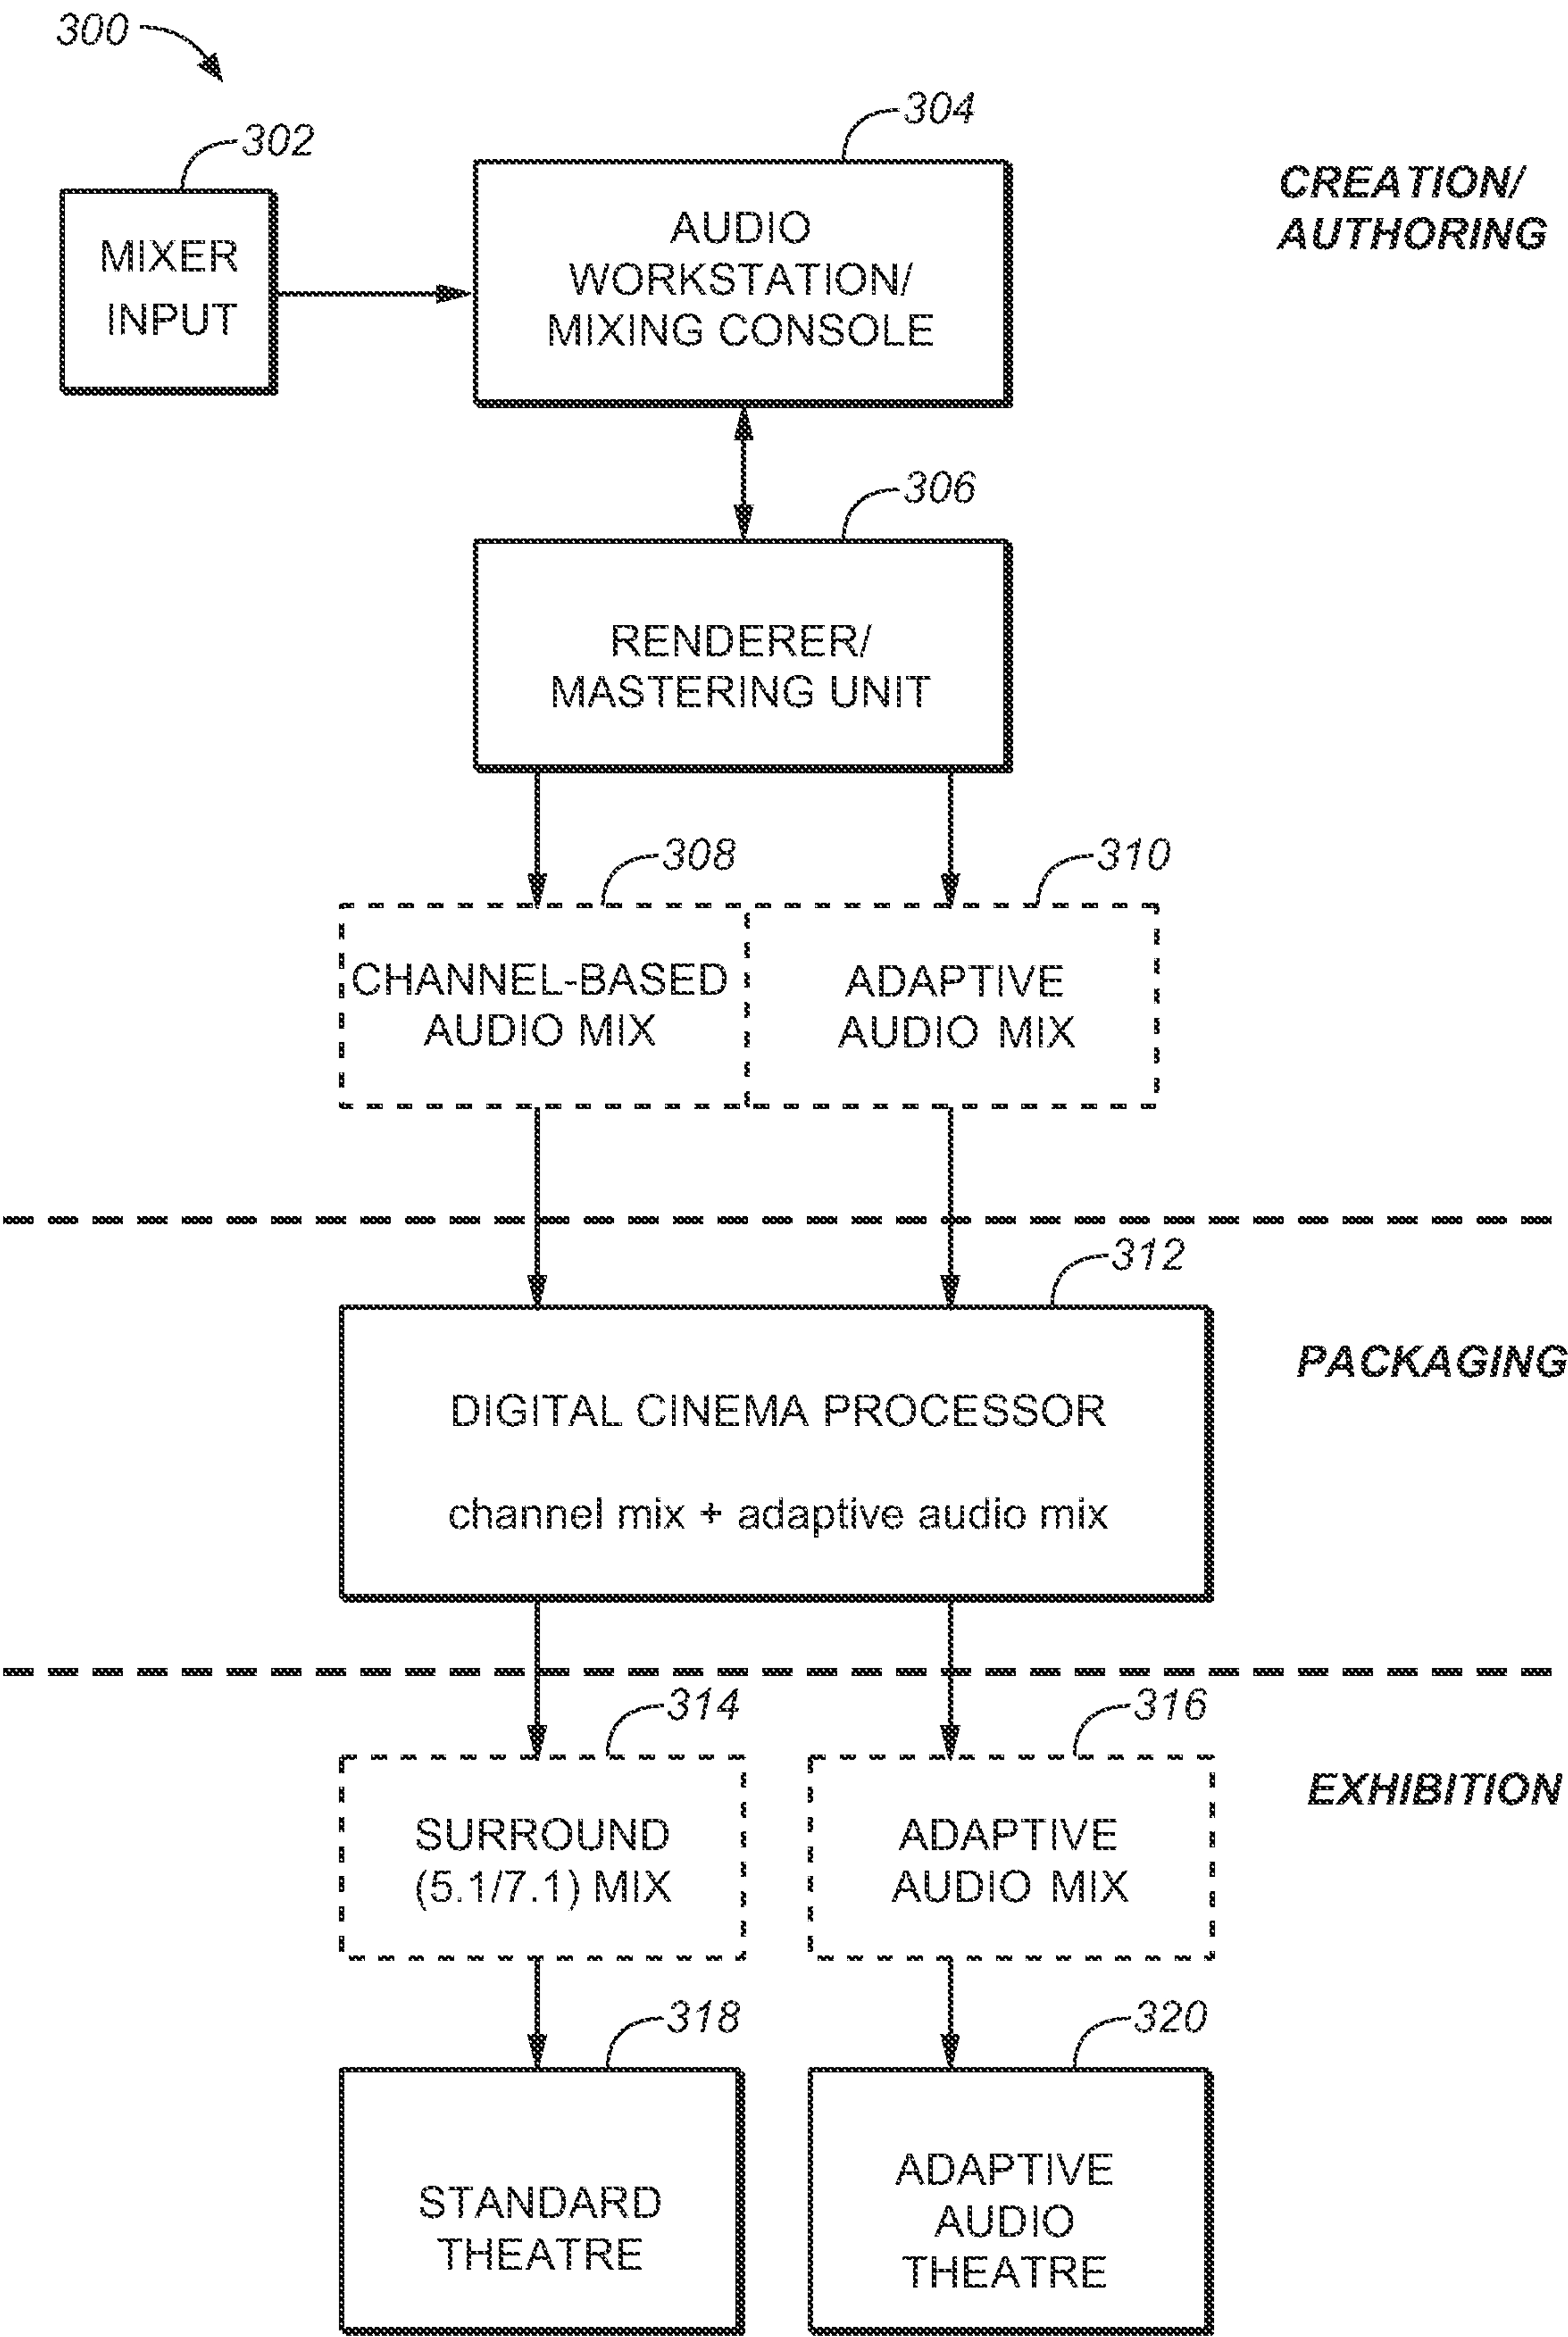 300
304
302
CREATION/
AUTHORING
MIXER
INPUT
AUDIO
WORKSTATION/
MIXING CONSOLE
306
RENDERER/
MASTERING UNIT
308
310
CHANNEL-BASED
AUDIO MIX
ADAPTIVE
AUDIO MIX
312
PACKAGING
DIGITAL CINEMA PROCESSOR
channel mix + adaptive audio mix
314
316
EXHIBITION
SURROUND
(5.1/7.1) MIX
ADAPTIVE
AUDIO MIX
318
320
STANDARD
THEATRE
ADAPTIVE
AUDIO
THEATRE